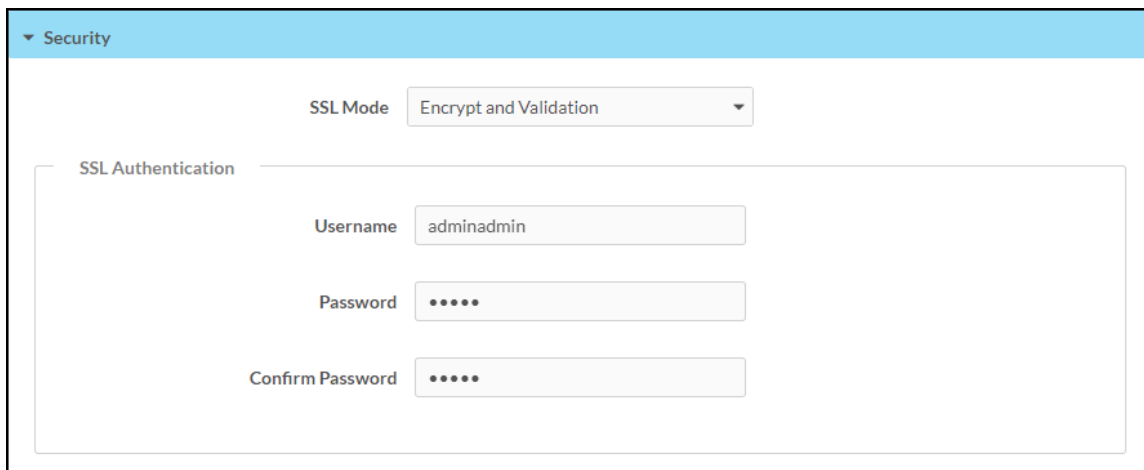 Security
SSL Mode Encrypt and Validation
SSL Authentication
Username adminadmin
Password •••••
Confirm Password •••••